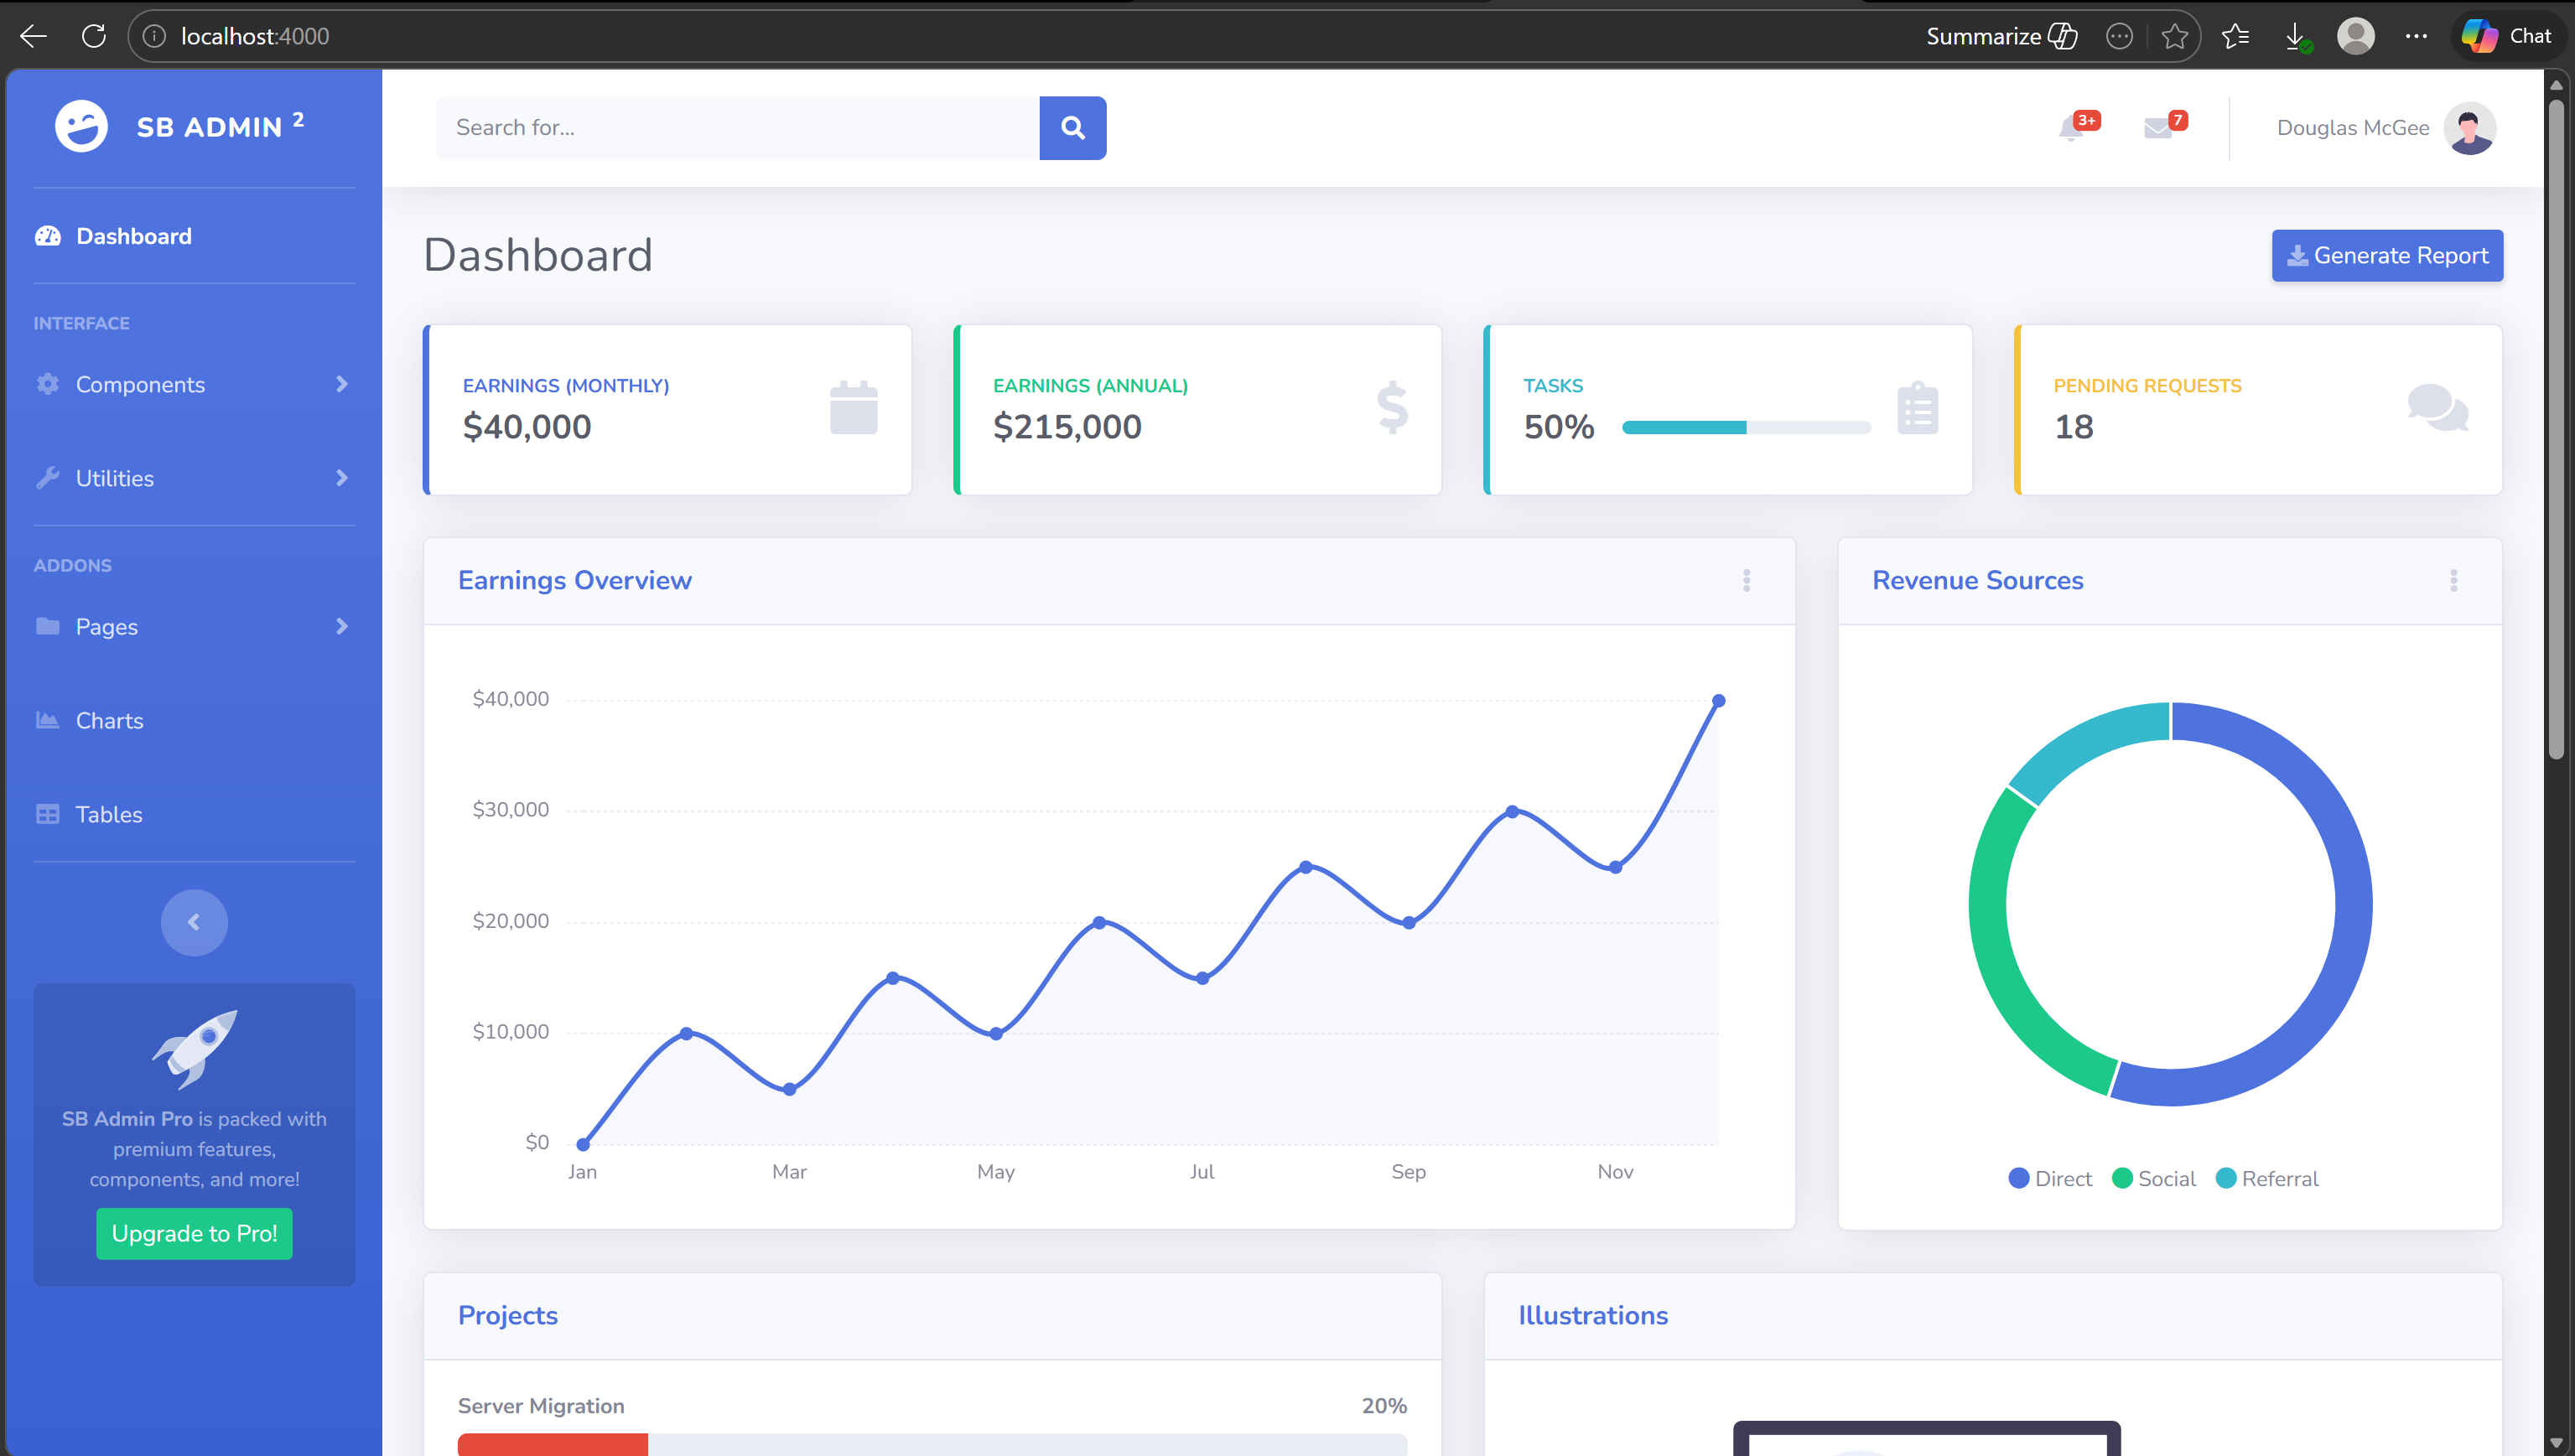 localhost:4000
Summarize
Chat
SB ADMIN 2
Search for...
3+
7
Douglas McGee
Dashboard
INTERFACE
Components
Utilities
ADDONS
Pages
Charts
Tables
SB Admin Pro is packed with
premium features,
components, and more!
Upgrade to Pro!
Dashboard
Generate Report
EARNINGS (MONTHLY)
$40,000
EARNINGS (ANNUAL)
$215,000
TASKS
50%
PENDING REQUESTS
18
Earnings Overview
$40,000
$30,000
$20,000
$10,000
$0
Jan Mar May Jul Sep Nov
Revenue Sources
Direct Social Referral
Projects
Server Migration 20%
Illustrations